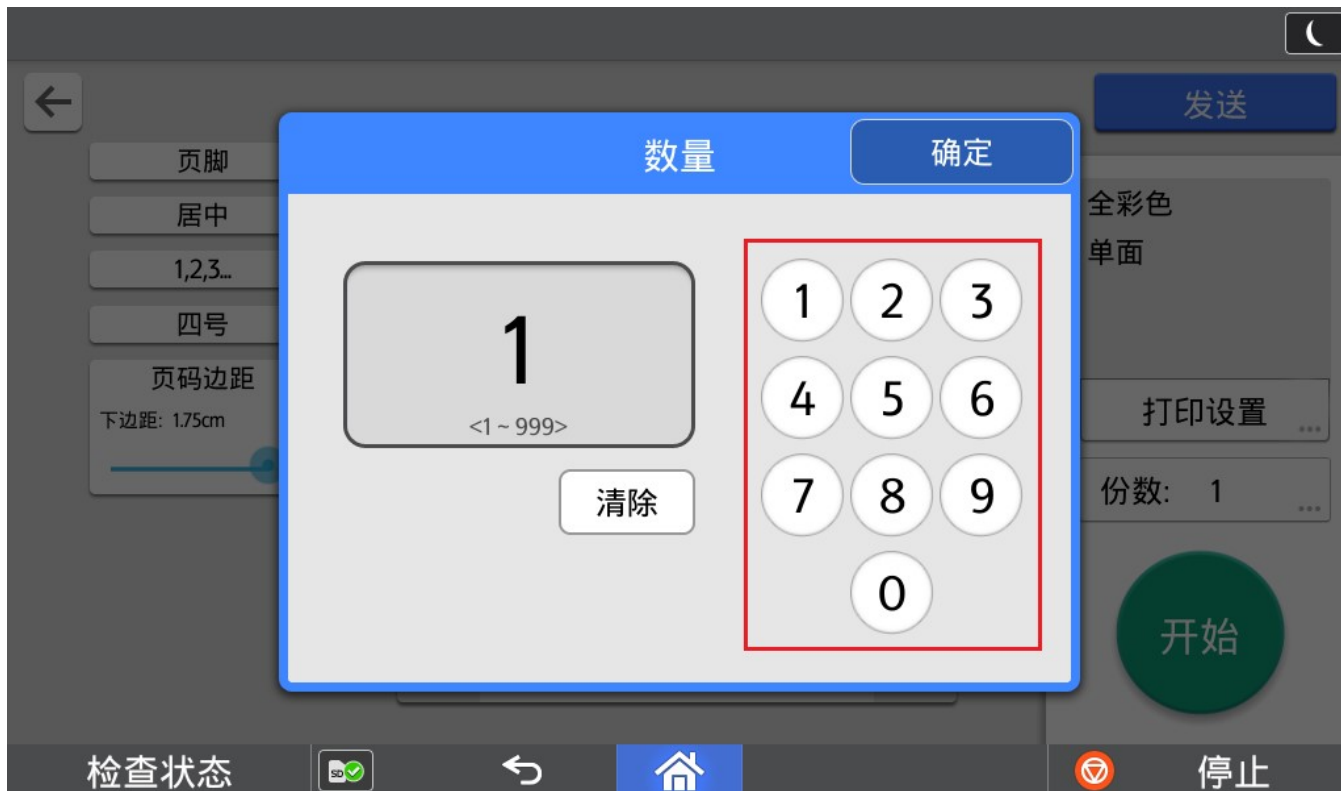 发送
页脚
居中
1,2,3...
四号
页码边距
下边距: 1.75cm
数量
确定
1
<1 ~ 999>
清除
1 2 3
4 5 6
7 8 9
0
全彩色
单面
打印设置 ...
份数: 1 ...
开始
检查状态
SD
停止